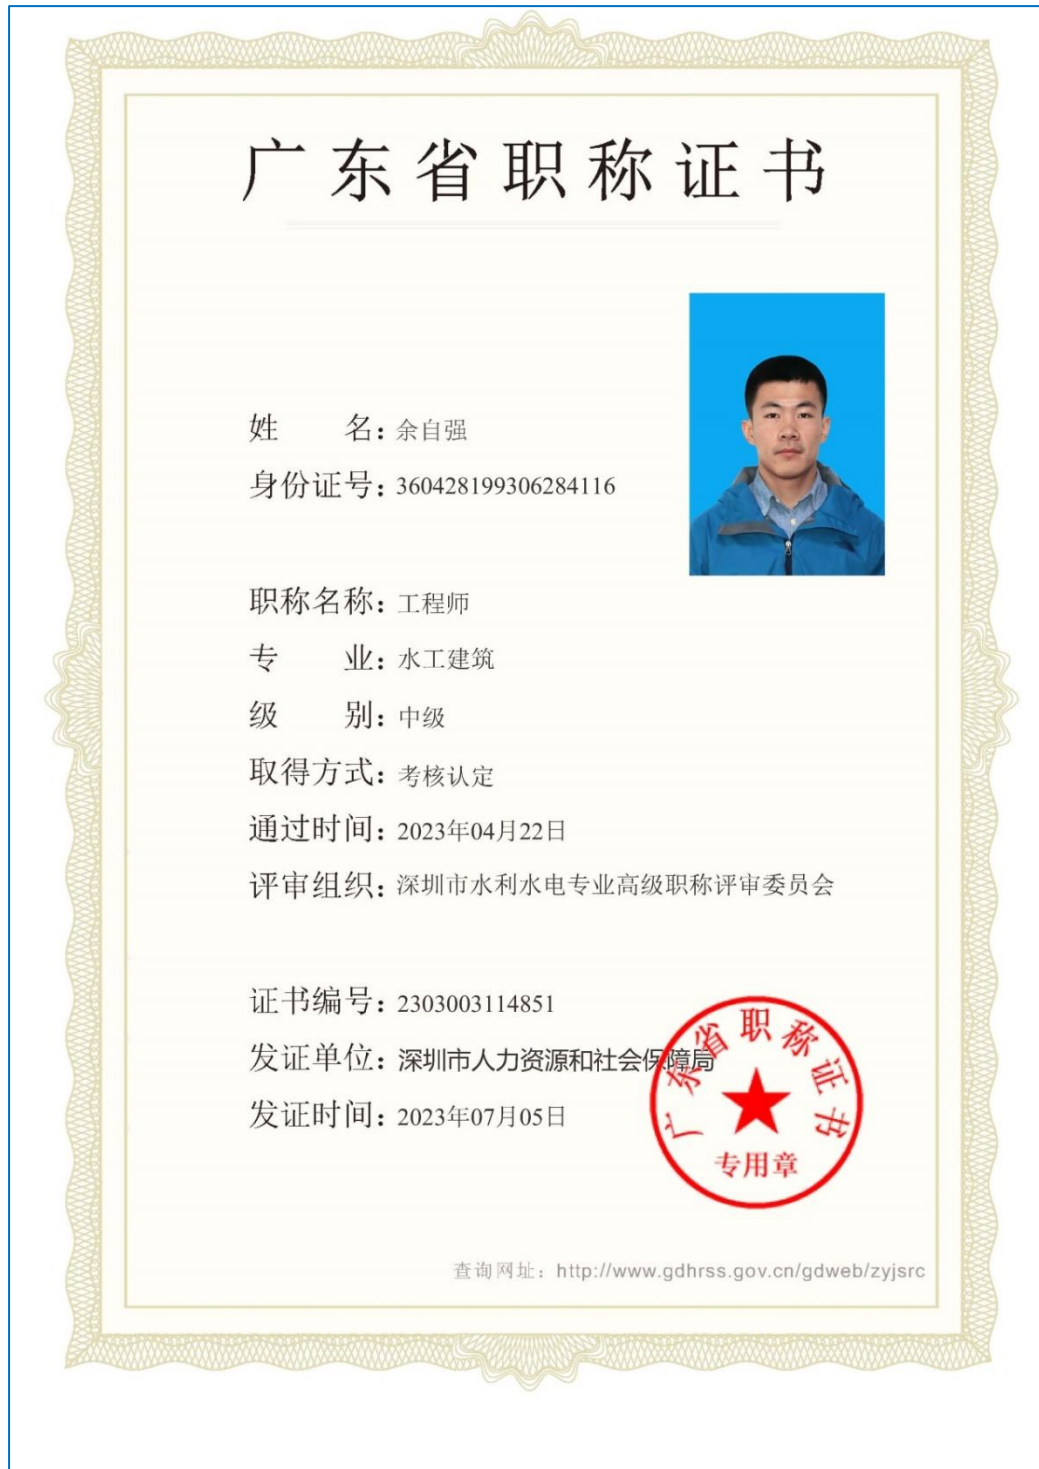 广东省职称证书
姓 名：余自强
身份证号：360428199306284116
职称名称：工程师
专 业：水工建筑
级 别：中级
取得方式：考核认定
通过时间：2023年04月22日
评审组织：深圳市水利水电专业高级职称评审委员会
证书编号：2303003114851
发证单位：深圳市人力资源和社会保障局
发证时间：2023年07月05日
广东省职称证书
专用章
查询网址：http://www.gdhrss.gov.cn/gdweb/zyjsrc